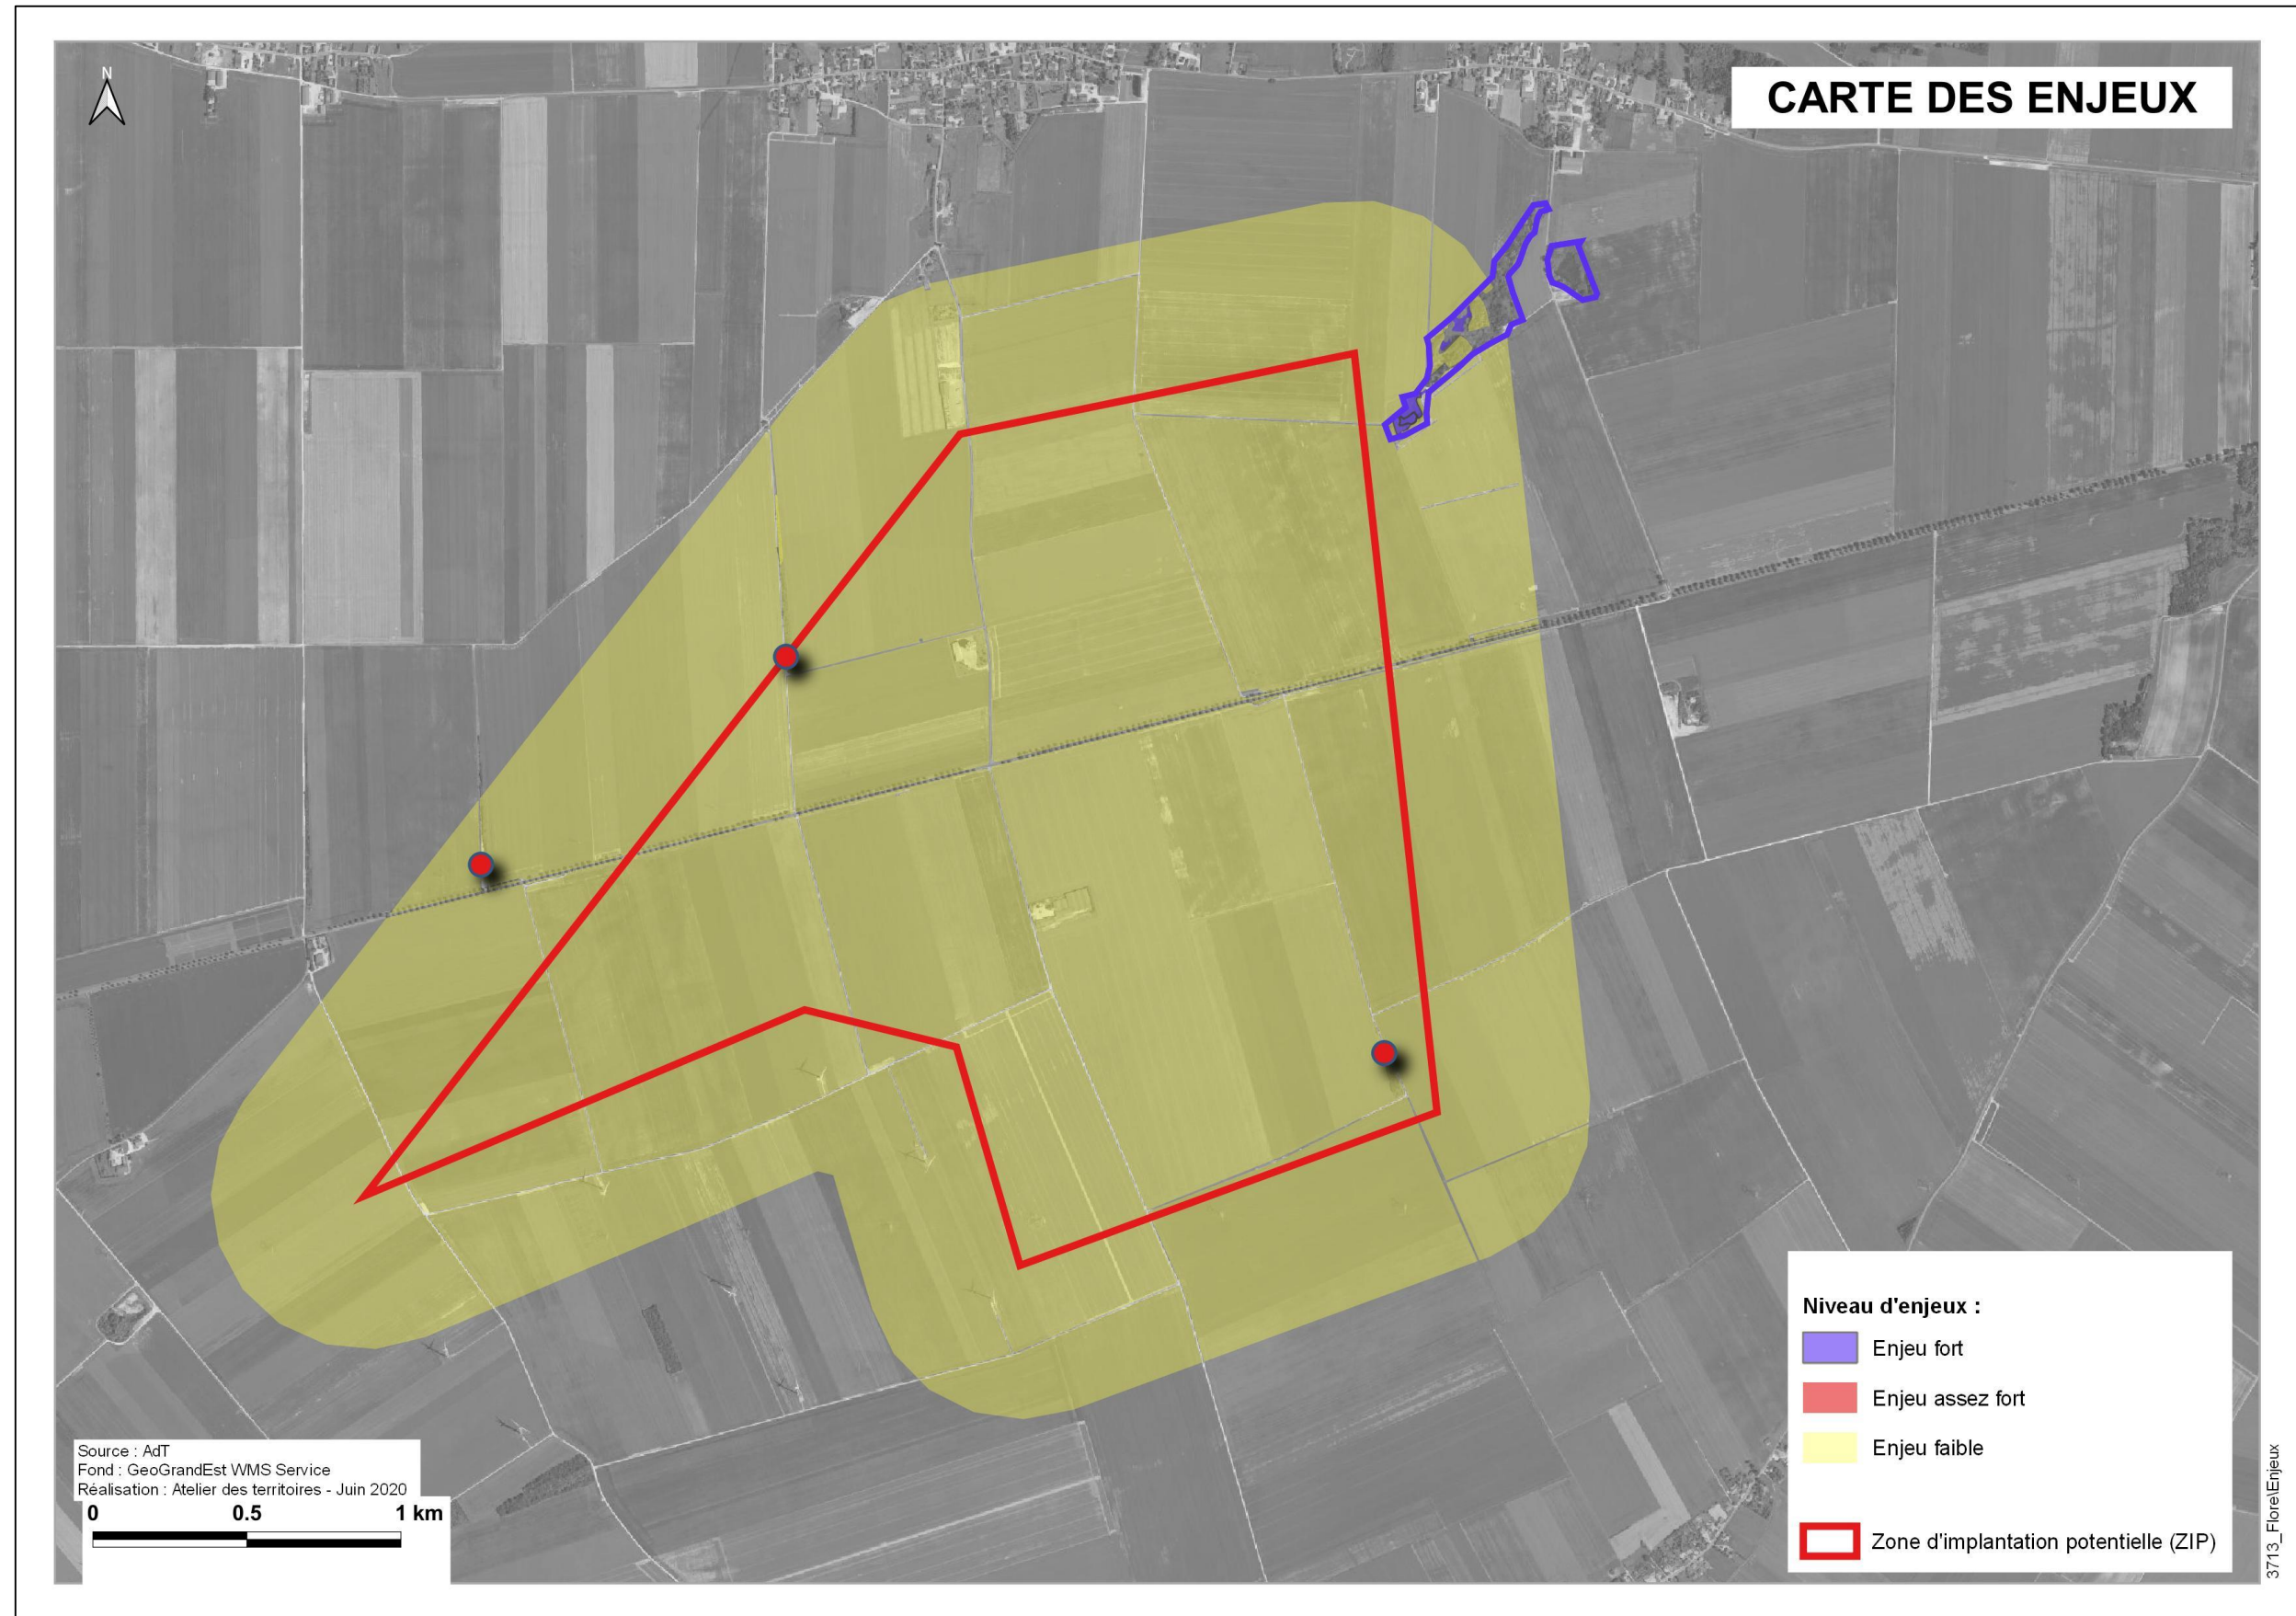 N
CARTE DES ENJEUX
Niveau d'enjeux :
Enjeu fort
Enjeu assez fort
Enjeu faible
Zone d'implantation potentielle (ZIP)
Source : AdT
Fond : GeoGrandEst WMS Service
Réalisation : Atelier des territoires - Juin 2020
0 0.5 1 km
3713_Flore\Enjeux